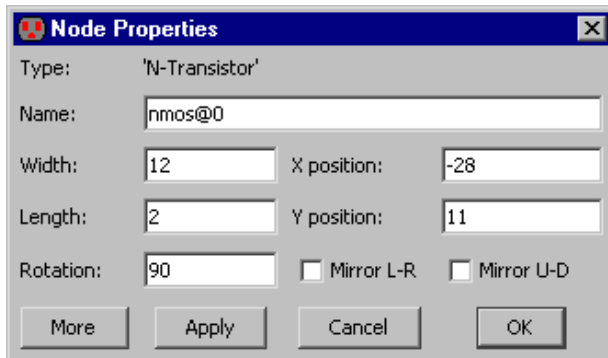 Node Properties
Type: 'N-Transistor'
Name: nmos@0
Width: 12 X position: -28
Length: 2 Y position: 11
Rotation: 90 Mirror L-R Mirror U-D
More Apply Cancel OK